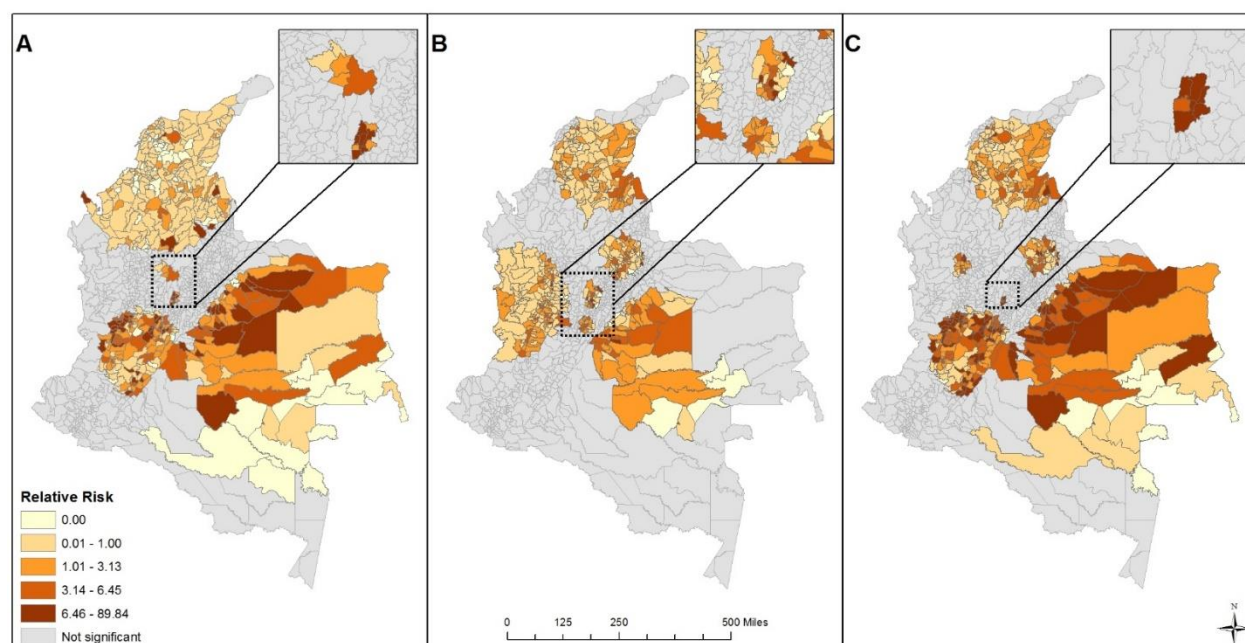 A
B
C
Relative Risk
0.00
0.01 - 1.00
1.01 - 3.13
3.14 - 6.45
6.46 - 89.84
Not significant
0 125 250 500 Miles
N